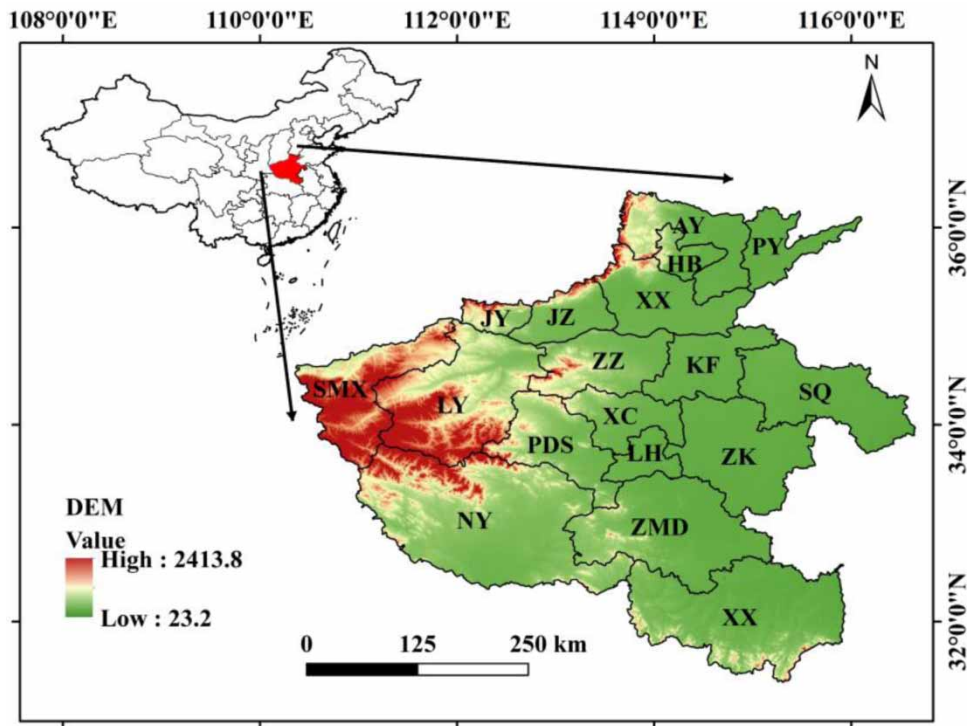 108°0'0"E
110°0'0"E
112°0'0"E
114°0'0"E
116°0'0"E
N
36°0'0"N
34°0'0"N
32°0'0"N
AY
PY
HB
XX
JY
JZ
ZZ
KF
SMX
LY
SQ
XC
PDS
LH
ZK
NY
ZMD
XX
DEM
Value
High : 2413.8
Low : 23.2
0 125 250 km